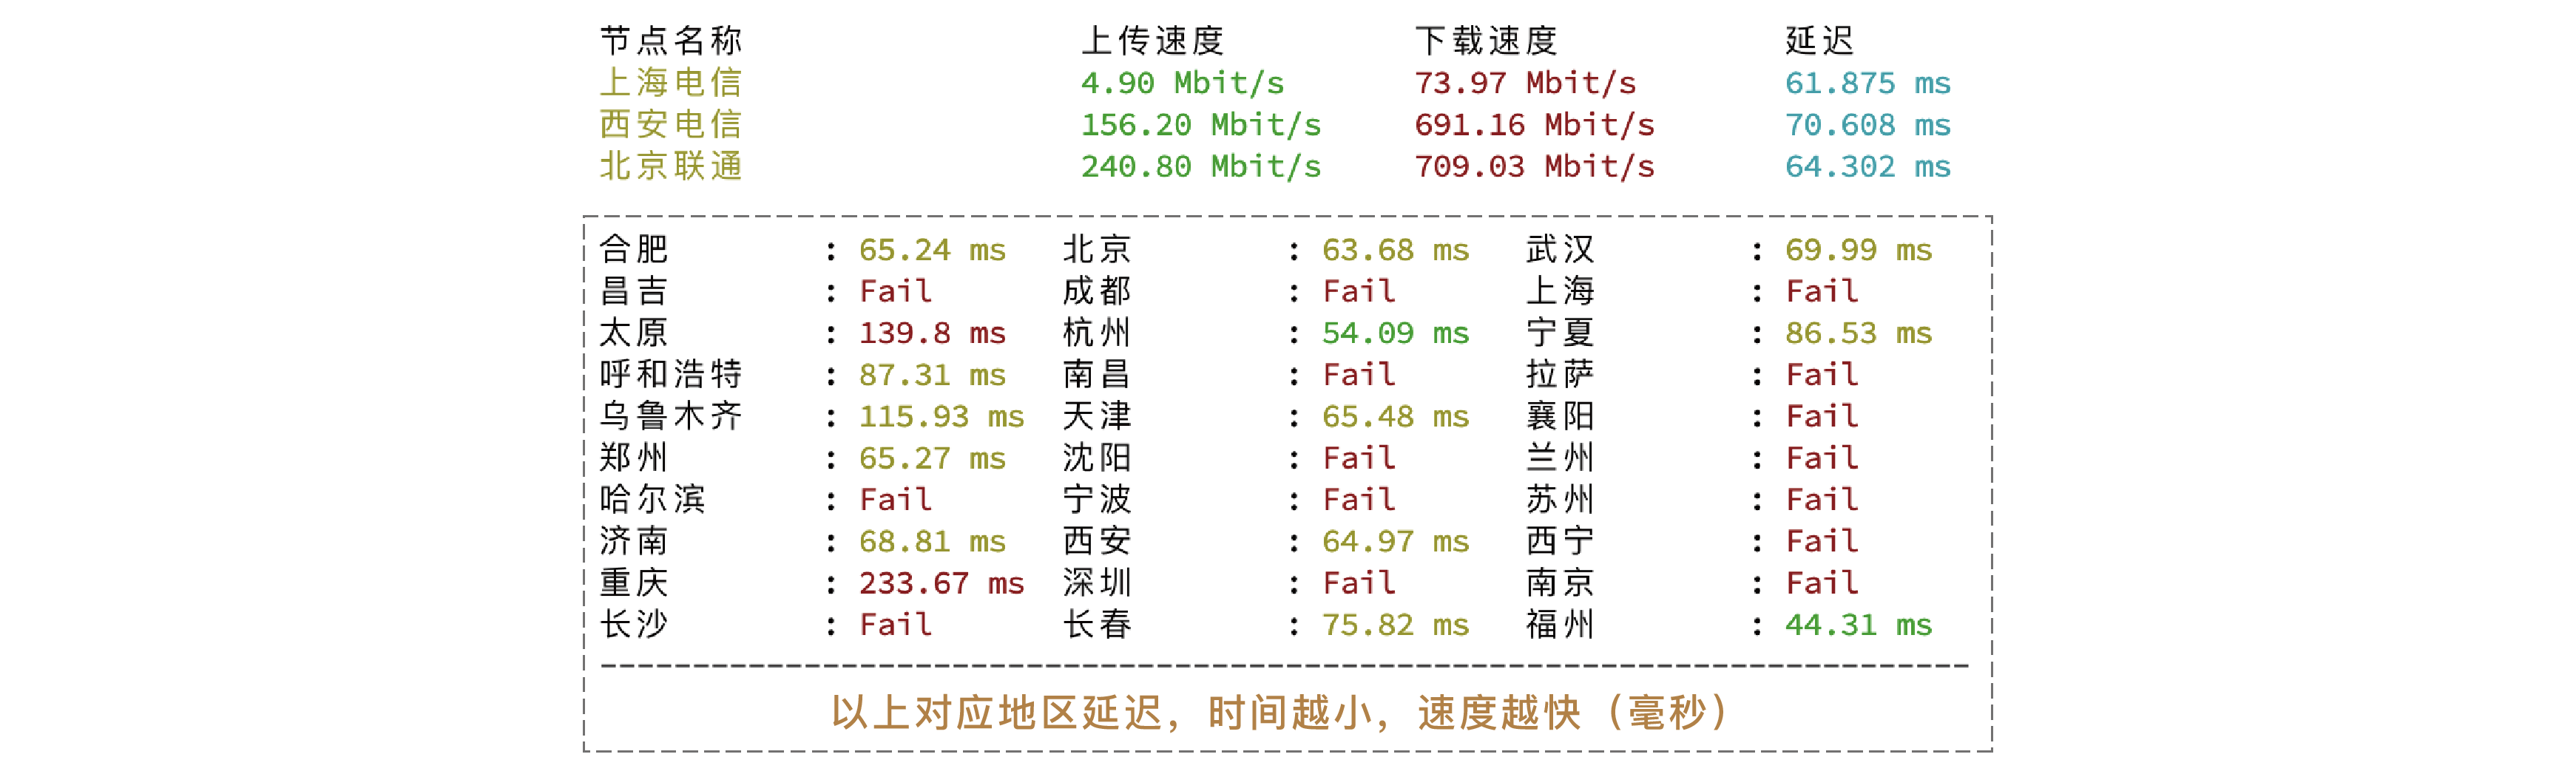 节点名称 上传速度 下载速度 延迟
上海电信 4.90 Mbit/s 73.97 Mbit/s 61.875 ms
西安电信 156.20 Mbit/s 691.16 Mbit/s 70.608 ms
北京联通 240.80 Mbit/s 709.03 Mbit/s 64.302 ms
合肥 : 65.24 ms 北京 : 63.68 ms 武汉 : 69.99 ms
昌吉 : Fail 成都 : Fail 上海 : Fail
太原 : 139.8 ms 杭州 : 54.09 ms 宁夏 : 86.53 ms
呼和浩特 : 87.31 ms 南昌 : Fail 拉萨 : Fail
乌鲁木齐 : 115.93 ms 天津 : 65.48 ms 襄阳 : Fail
郑州 : 65.27 ms 沈阳 : Fail 兰州 : Fail
哈尔滨 : Fail 宁波 : Fail 苏州 : Fail
济南 : 68.81 ms 西安 : 64.97 ms 西宁 : Fail
重庆 : 233.67 ms 深圳 : Fail 南京 : Fail
长沙 : Fail 长春 : 75.82 ms 福州 : 44.31 ms
以上对应地区延迟，时间越小，速度越快（毫秒）